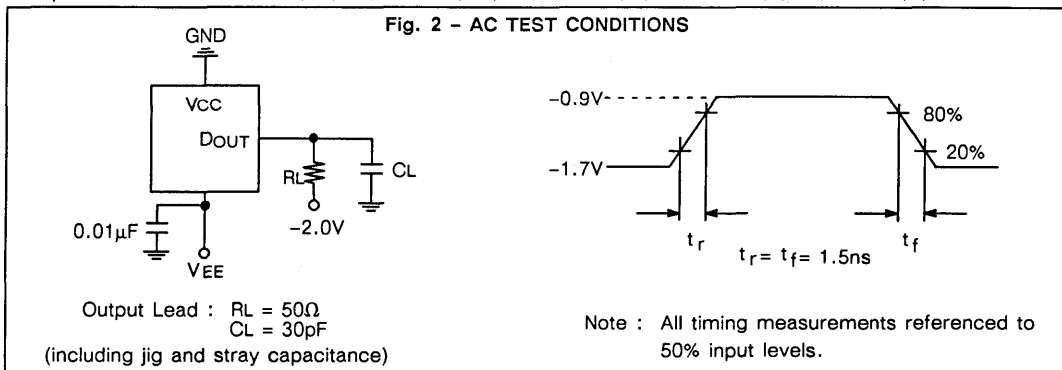 Fig. 2 – AC TEST CONDITIONS
GND
VCC
DOUT
RL
CL
–2.0V
0.01µF
VEE
Output Lead : RL = 50Ω
CL = 30pF
(including jig and stray capacitance)
–0.9V
80%
20%
–1.7V
tr
tf
tr = tf = 1.5ns
Note : All timing measurements referenced to
50% input levels.